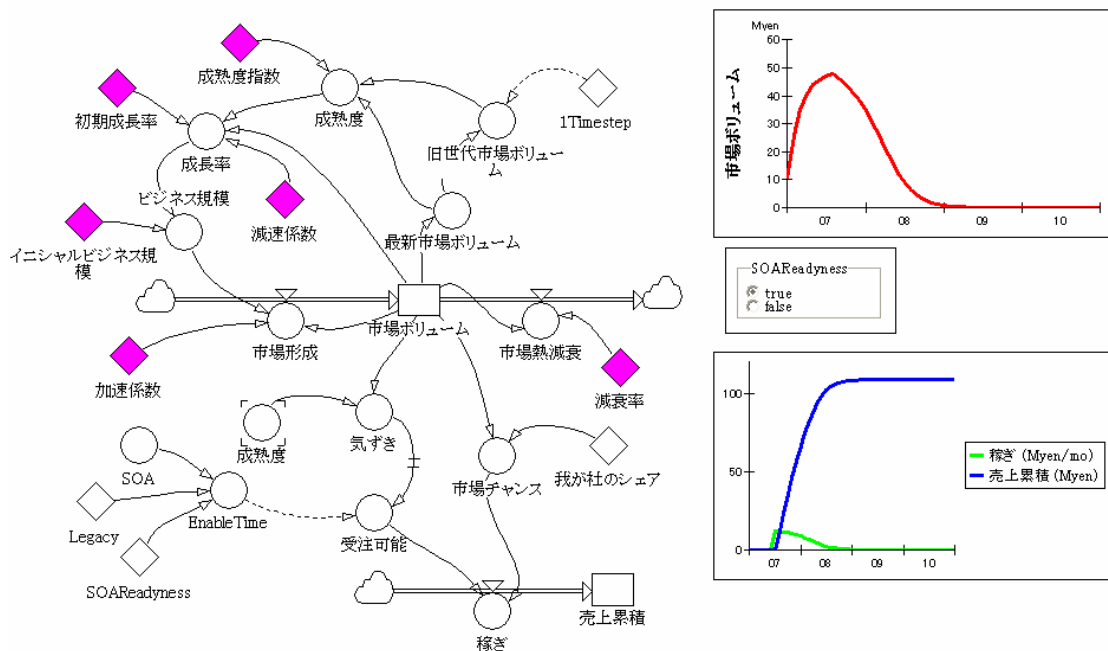 成熟度指数
初期成長率
成熟度
1Timestep
成長率
旧世代市場ボリュー
ム
ビジネス規模
減速係数
最新市場ボリューム
イニシャルビジネス規
模
市場形成
市場ボリューム
市場熱減衰
加速係数
減衰率
成熟度
気ずき
SOA
市場チャンス
我が社のシェア
Legacy
EnableTime
受注可能
SOAReadyness
売上累積
稼ぎ
Myen
60
50
40
30
20
10
0
市場ボリューム
07
08
09
10
SOAReadyness
true
false
100
50
0
07
08
09
10
稼ぎ (Myen/mo)
売上累積 (Myen)